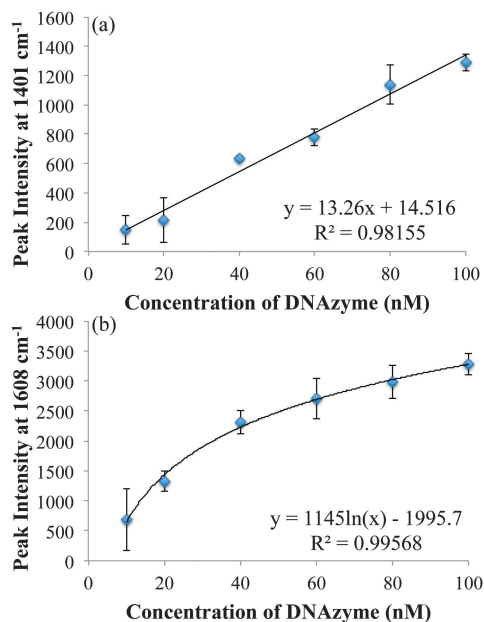 (a)
Peak Intensity at 1401 cm⁻¹
1600
1400
1200
1000
800
600
400
200
0
y = 13.26x + 14.516
R² = 0.98155
0 20 40 60 80 100
Concentration of DNAzyme (nM)
(b)
Peak Intensity at 1608 cm⁻¹
4000
3500
3000
2500
2000
1500
1000
500
0
y = 1145ln(x) - 1995.7
R² = 0.99568
0 20 40 60 80 100
Concentration of DNAzyme (nM)